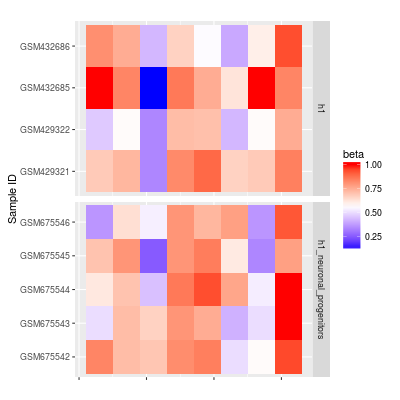 GSM432686
GSM432685
GSM429322
GSM429321
h1
GSM675546
GSM675545
GSM675544
GSM675543
GSM675542
h1_neuronal_progenitors
Sample ID
beta
1.00
0.75
0.50
0.25